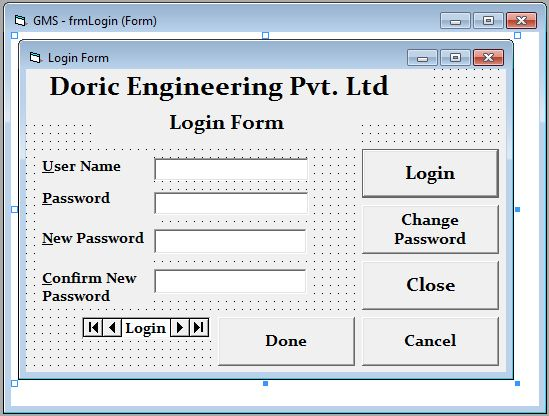 GMS - frmLogin (Form)
Login Form
Doric Engineering Pvt. Ltd
Login Form
User Name
Password
New Password
Confirm New
Password
Login
Change
Password
Close
Login
Done
Cancel